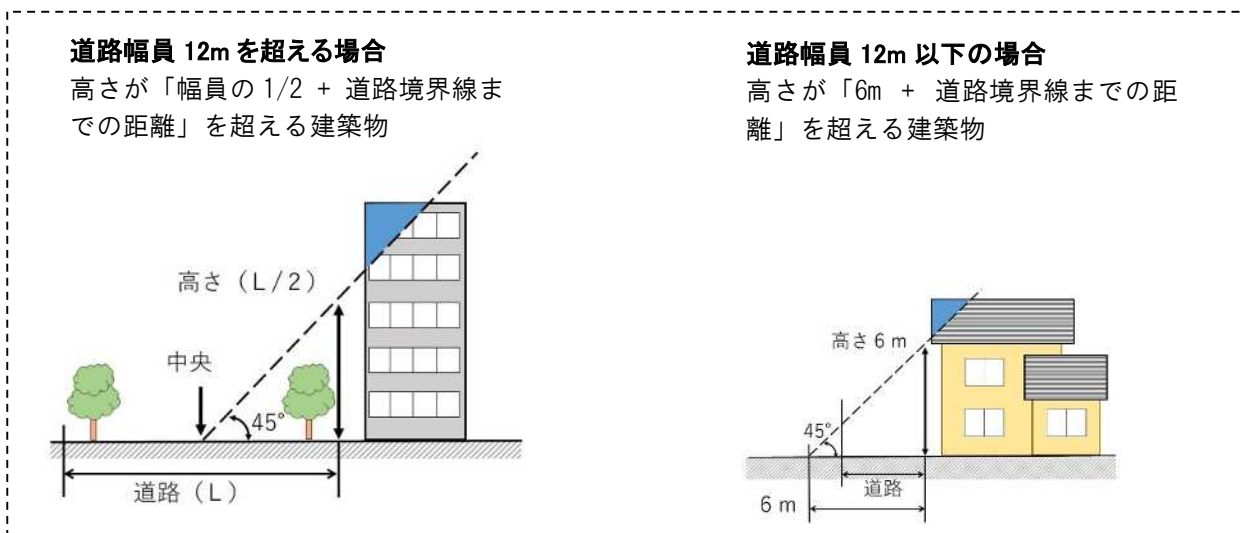 道路幅員 12m を超える場合
高さが「幅員の 1/2 + 道路境界線ま
での距離」を超える建築物
高さ（L/2）
中央
45°
道路（L）
道路幅員 12m 以下の場合
高さが「6m + 道路境界線までの距
離」を超える建築物
高さ6m
45°
道路
6m